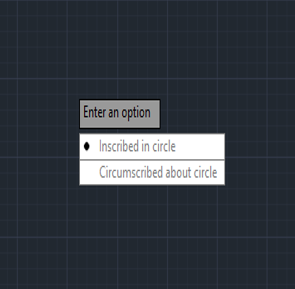 Enter an option
Inscribed in circle
Circumscribed about circle